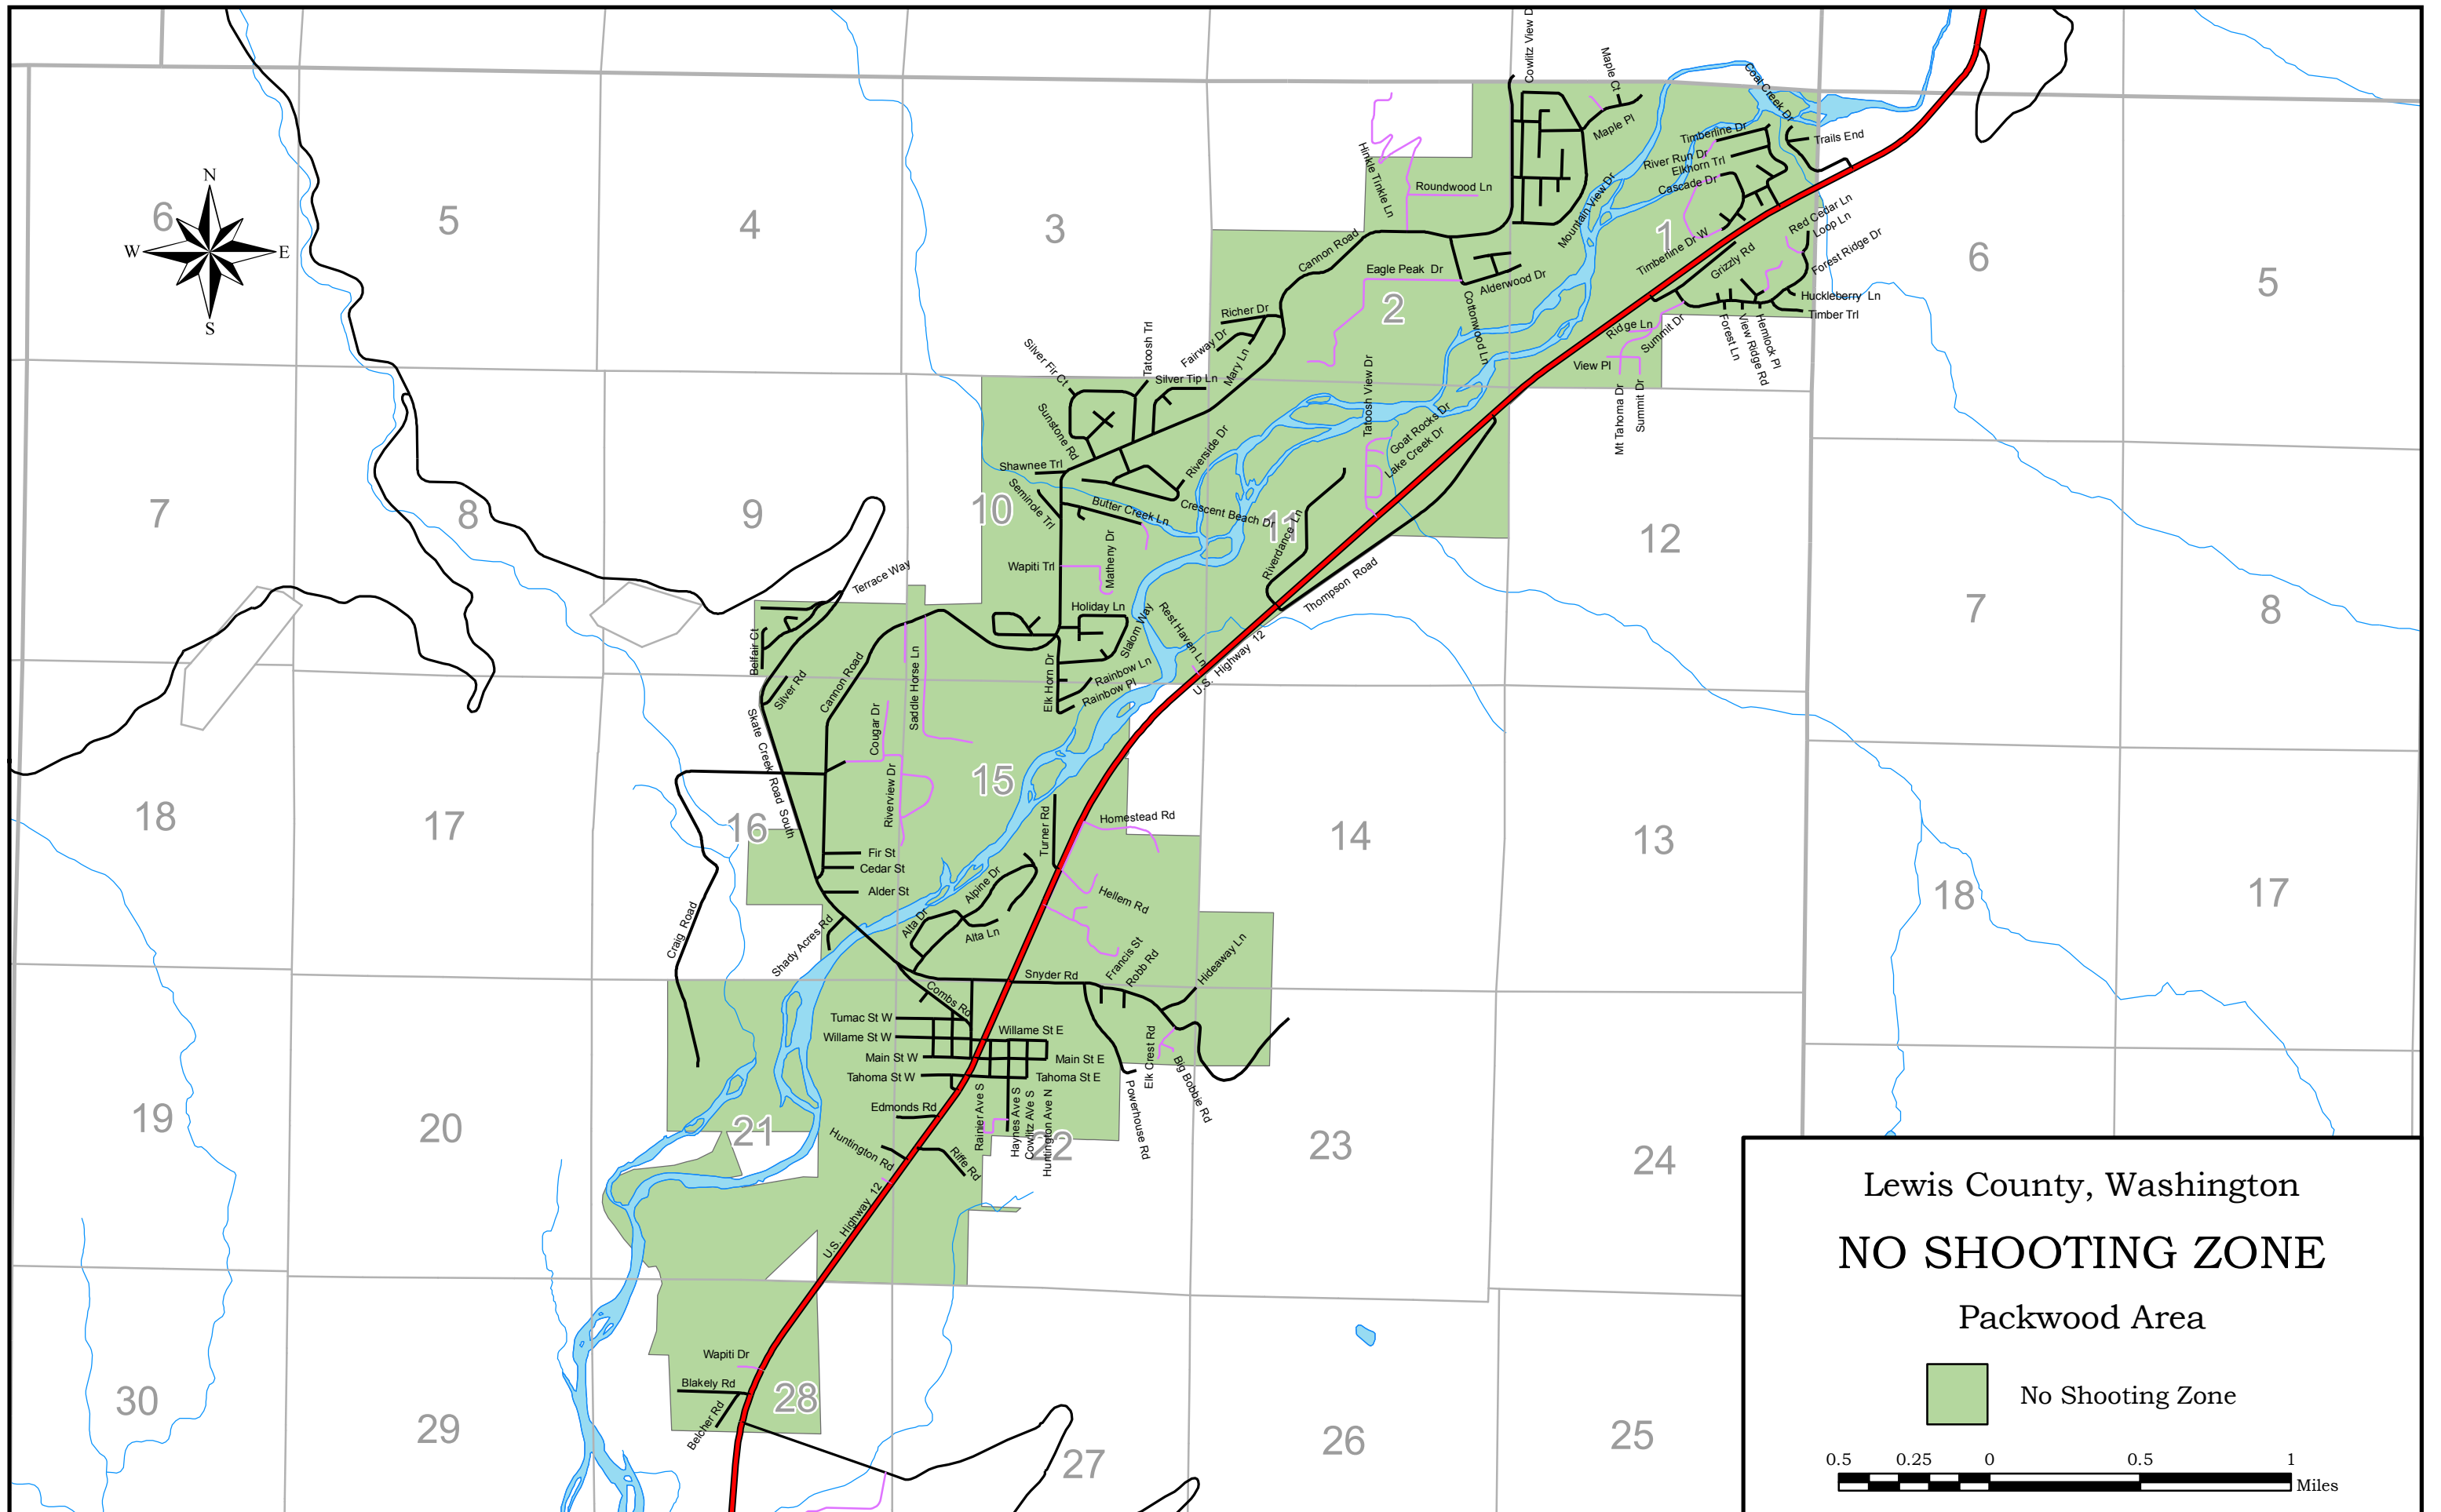 Cowlitz View D
Maple Ct
Coat Creek Dr
Maple Pl
Timberline Dr
Trails End
Hinkle Tinkle Ln
River Run Dr
Elkhorn Trl
Roundwood Ln
Cascade Dr
Mountain View Dr
N
W
E
S
6
5
4
3
1
Red Cedar Ln
Loop Ln
Timberline Dr W
Grizzly Rd
Forest Ridge Dr
6
5
Cannon Road
Eagle Peak Dr
Alderwood Dr
2
Cottonwood Ln
Huckleberry Ln
Timber Trl
Richer Dr
Fairway Dr
Mary Ln
Ridge Ln
Summit Dr
Forest Ln
View Ridge Rd
Hemlock Pl
View Pl
Mt Tahoma Dr
Summit Dr
Silver Fir Ct
Tatoosh Trl
Silver Tip Ln
Sunstone Rd
Tatoosh View Dr
Goat Rocks Dr
Lake Creek Dr
Riverside Dr
Shawnee Trl
Seminole Trl
Butter Creek Ln
Crescent Beach Dr
7
8
9
10
11
12
Matheny Dr
Wapiti Trl
Riverdance Ln
Thompson Road
Terrace Way
Holiday Ln
Slalom Way
Rest Haven Ln
7
8
Belfair Ct
Silver Rd
Cannon Road
Saddle Horse Ln
Elk Horn Dr
Rainbow Ln
Rainbow Pl
U.S. Highway 12
Skate Creek Road South
Cougar Dr
Riverview Dr
15
18
17
16
Turner Rd
Homestead Rd
14
13
18
17
Fir St
Cedar St
Alder St
Alpine Dr
Hellem Rd
Craig Road
Shady Acres Rd
Alta Dr
Alta Ln
Francis St
Robb Rd
Hideaway Ln
Snyder Rd
Combs Rd
Tumac St W
Willame St W
Willame St E
Main St W
Main St E
Tahoma St W
Tahoma St E
Elk Crest Rd
Big Bobbie Rd
Powerhouse Rd
Edmonds Rd
Rainier Ave S
Haynes Ave S
Cowlitz Ave S
Huntington Ave N
19
20
21
22
23
24
Huntington Rd
Riffe Rd
U.S. Highway 12
Wapiti Dr
Blakely Rd
Belcher Rd
30
29
28
27
26
25
Lewis County, Washington
NO SHOOTING ZONE
Packwood Area
No Shooting Zone
0.5 0.25 0 0.5 1
Miles